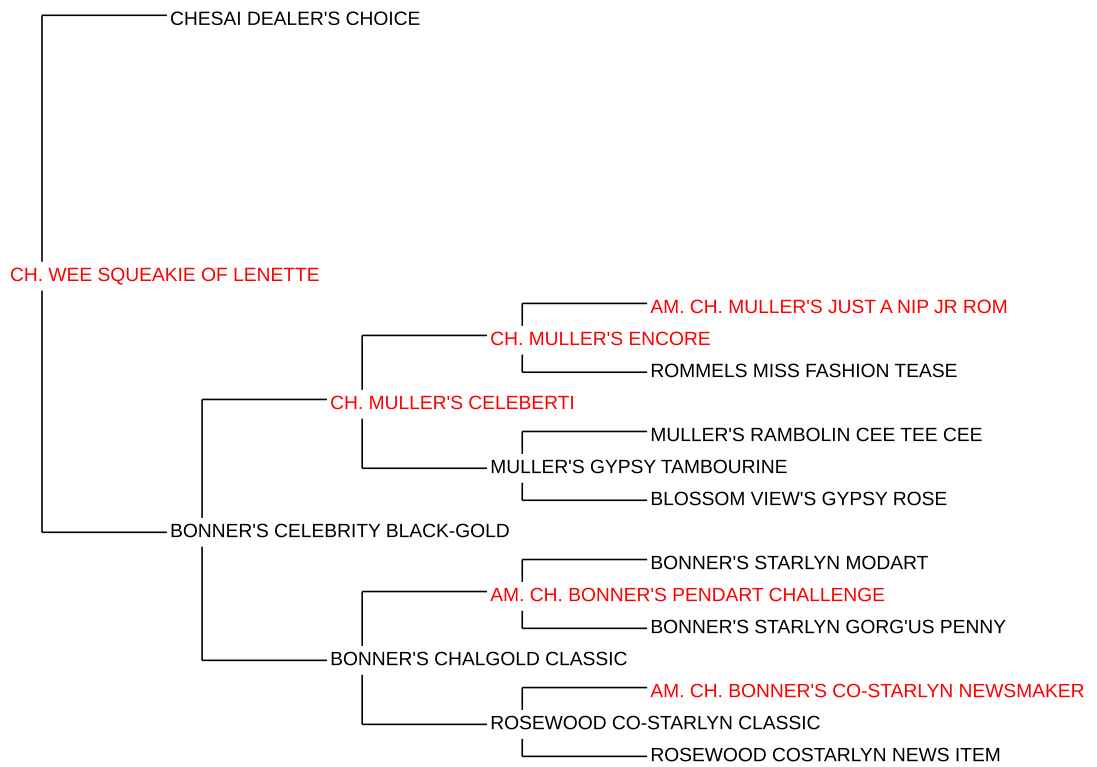 CHESAI DEALER'S CHOICE
CH. WEE SQUEAKIE OF LENETTE
AM. CH. MULLER'S JUST A NIP JR ROM
CH. MULLER'S ENCORE
ROMMELS MISS FASHION TEASE
CH. MULLER'S CELEBERTI
MULLER'S RAMBOLIN CEE TEE CEE
MULLER'S GYPSY TAMBOURINE
BLOSSOM VIEW'S GYPSY ROSE
BONNER'S CELEBRITY BLACK-GOLD
BONNER'S STARLYN MODART
AM. CH. BONNER'S PENDART CHALLENGE
BONNER'S STARLYN GORG'US PENNY
BONNER'S CHALGOLD CLASSIC
AM. CH. BONNER'S CO-STARLYN NEWSMAKER
ROSEWOOD CO-STARLYN CLASSIC
ROSEWOOD COSTARLYN NEWS ITEM